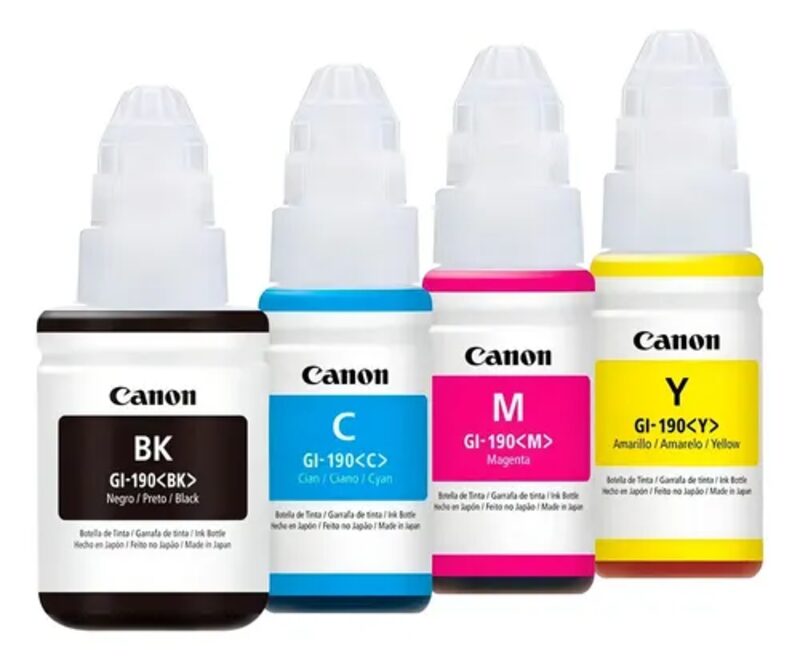 Canon
BK
GI-190<BK>
Negro / Preto / Black
Botella de Tinta / Garrafa de tinta / Ink Bottle
Hecho en Japón / Feito no Japão / Made in Japan
Canon
C
GI-190<C>
Cian / Ciano / Cyan
Botella de Tinta / Garrafa de tinta / Ink Bottle
Hecho en Japón / Feito no Japão / Made in Japan
Canon
M
GI-190<M>
Magenta
Botella de Tinta / Garrafa de tinta / Ink Bottle
Hecho en Japón / Feito no Japão / Made in Japan
Canon
Y
GI-190<Y>
Amarillo / Amarelo / Yellow
Botella de Tinta / Garrafa de tinta / Ink Bottle
Hecho en Japón / Feito no Japão / Made in Japan